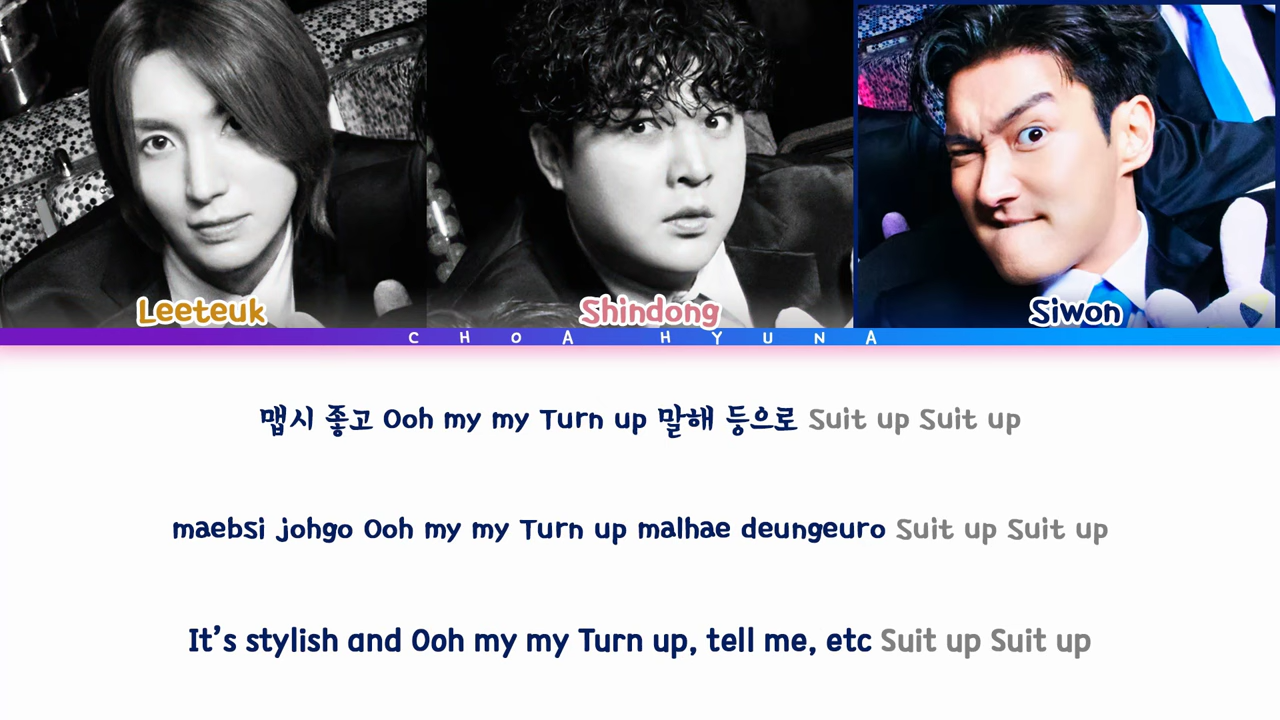 Leeteuk
Shindong
Siwon
CHOA HYUNA
맵시 좋고 Ooh my my Turn up 말해 등으로 Suit up Suit up
maebsi johgo Ooh my my Turn up malhae deungeuro Suit up Suit up
It's stylish and Ooh my my Turn up, tell me, etc Suit up Suit up